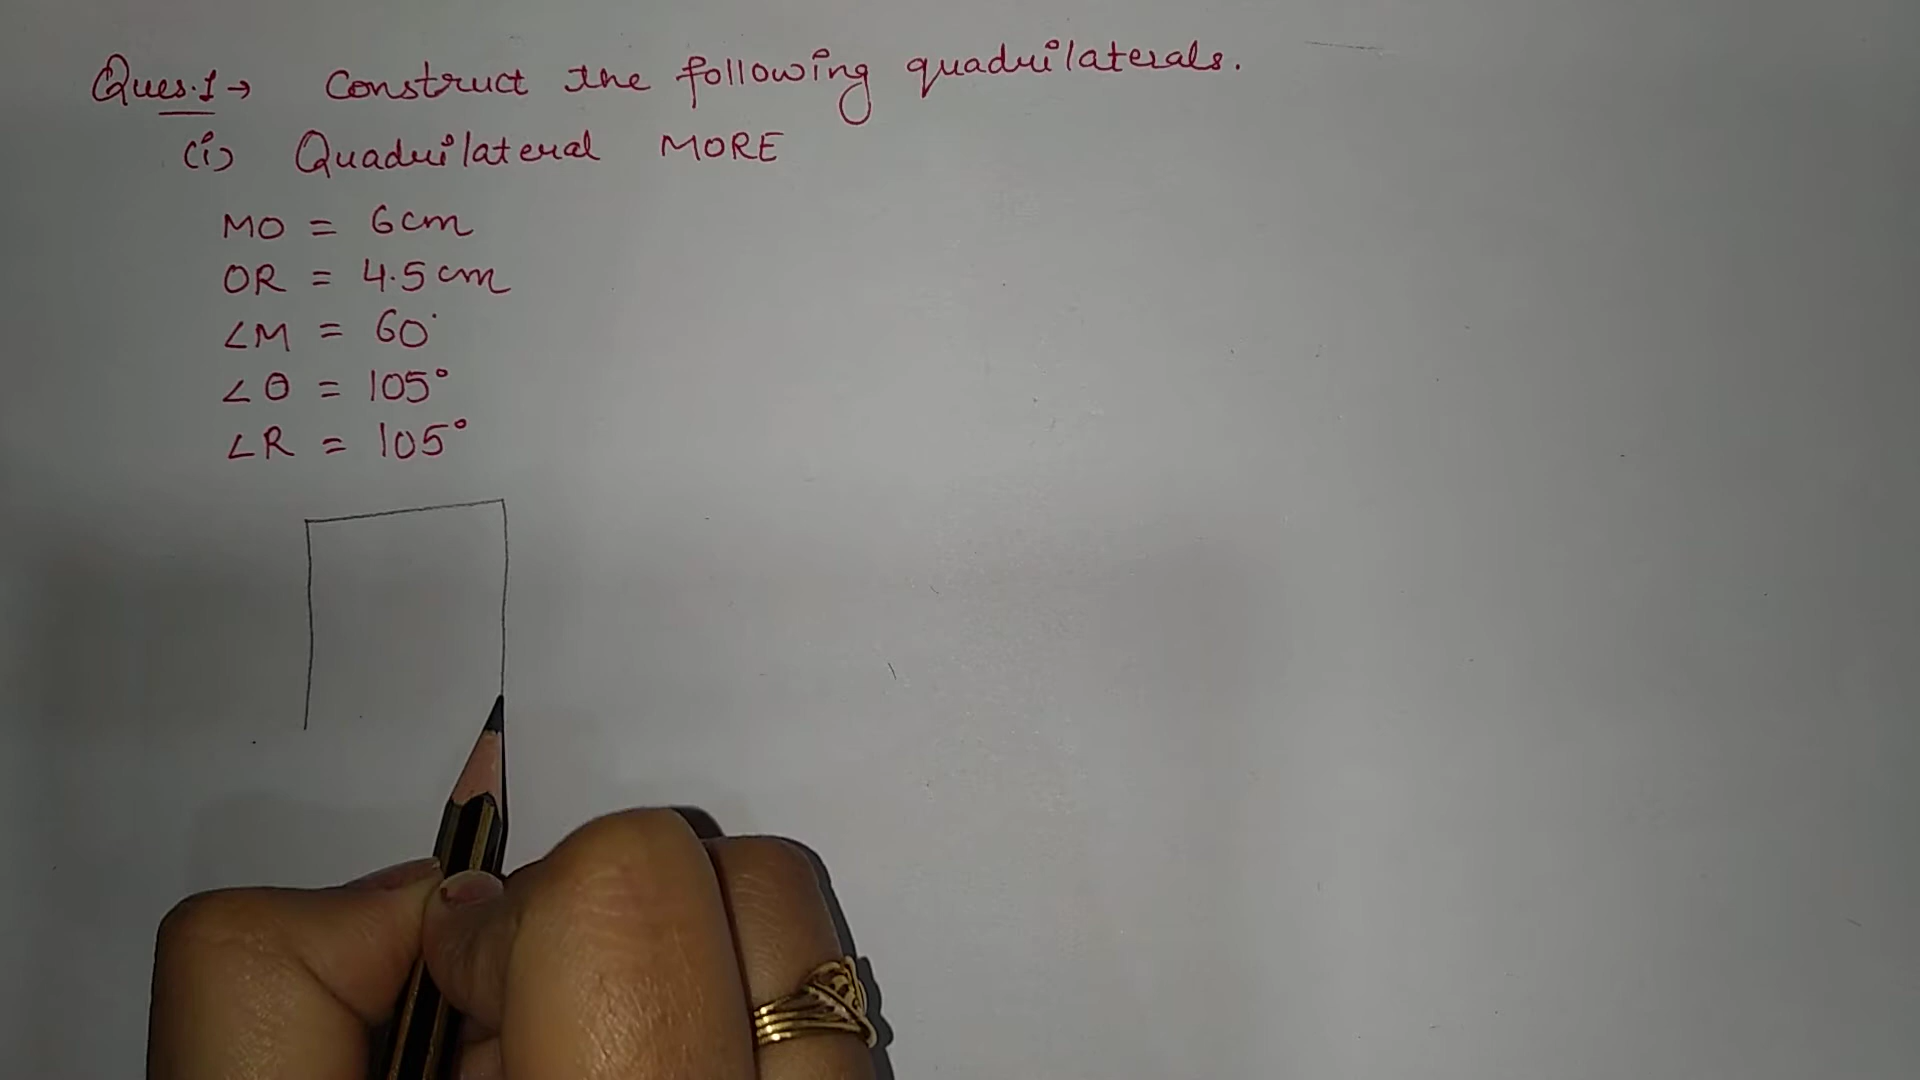 Ques.1→ Construct the following quadrilaterals.
(i) Quadrilateral MORE
MO = 6cm
OR = 4.5cm
∠M = 60°
∠O = 105°
∠R = 105°